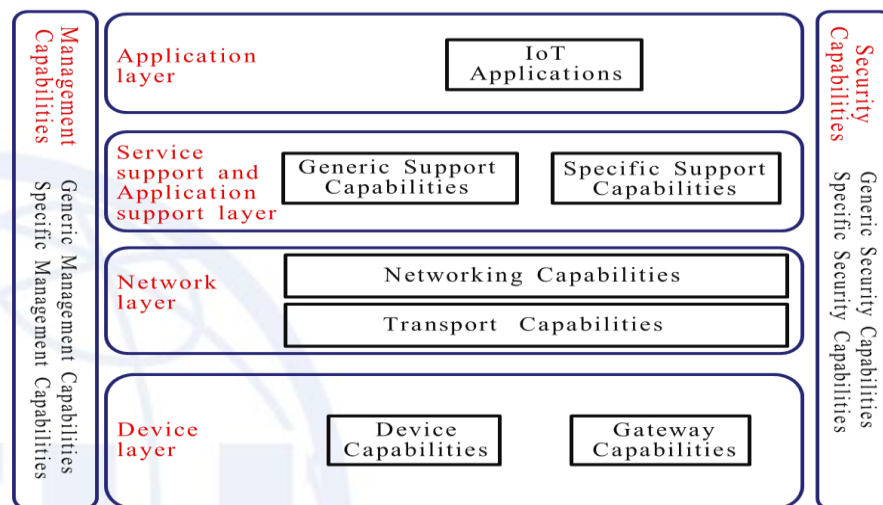 Management
Capabilities
Generic Management Capabilities
Specific Management Capabilities
Application
layer
IoT
Applications
Service
support and
Application
support layer
Generic Support
Capabilities
Specific Support
Capabilities
Network
layer
Networking Capabilities
Transport Capabilities
Device
layer
Device
Capabilities
Gateway
Capabilities
Security
Capabilities
Generic Security Capabilities
Specific Security Capabilities